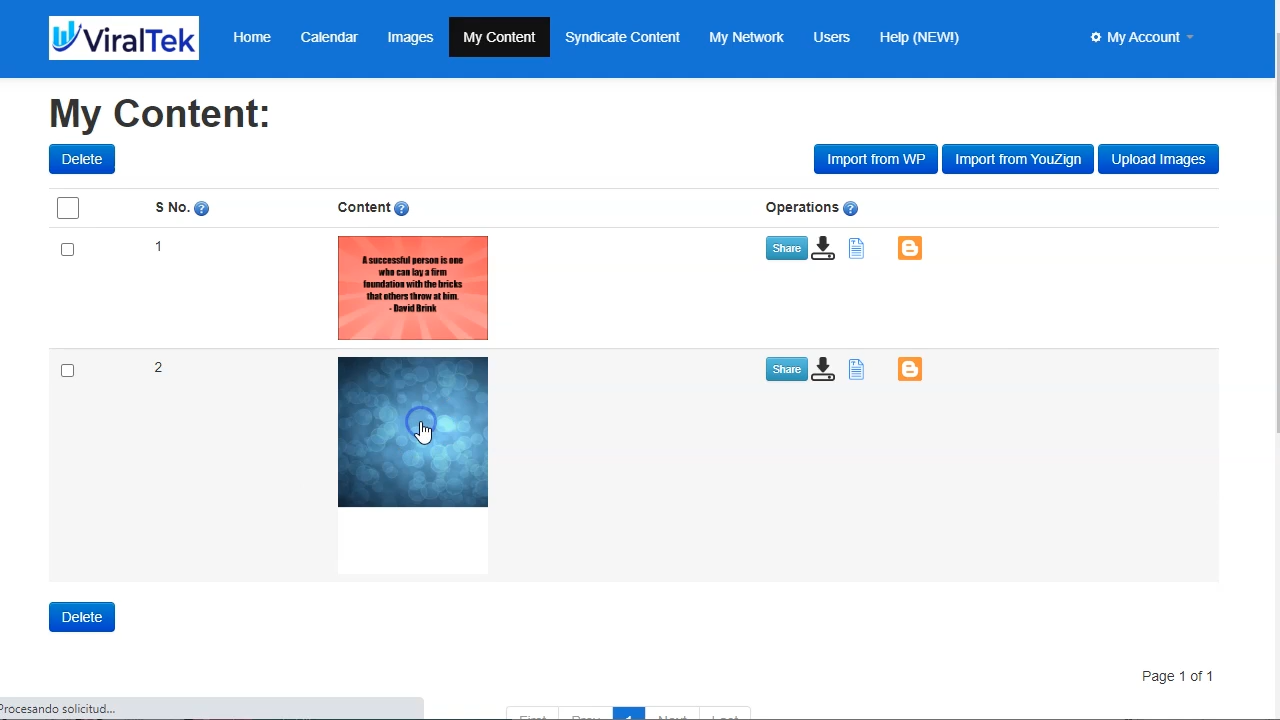 ViralTek
Home
Calendar
Images
My Content
Syndicate Content
My Network
Users
Help (NEW!)
My Account
My Content:
Delete
Import from WP
Import from YouZign
Upload Images
S No. ?
Content ?
Operations ?
1
A successful person is one
who can lay a firm
foundation with the bricks
that others throw at him.
- David Brink
Share
2
Share
Delete
Page 1 of 1
Procesando solicitud...
First
Prev
1
Next
Last